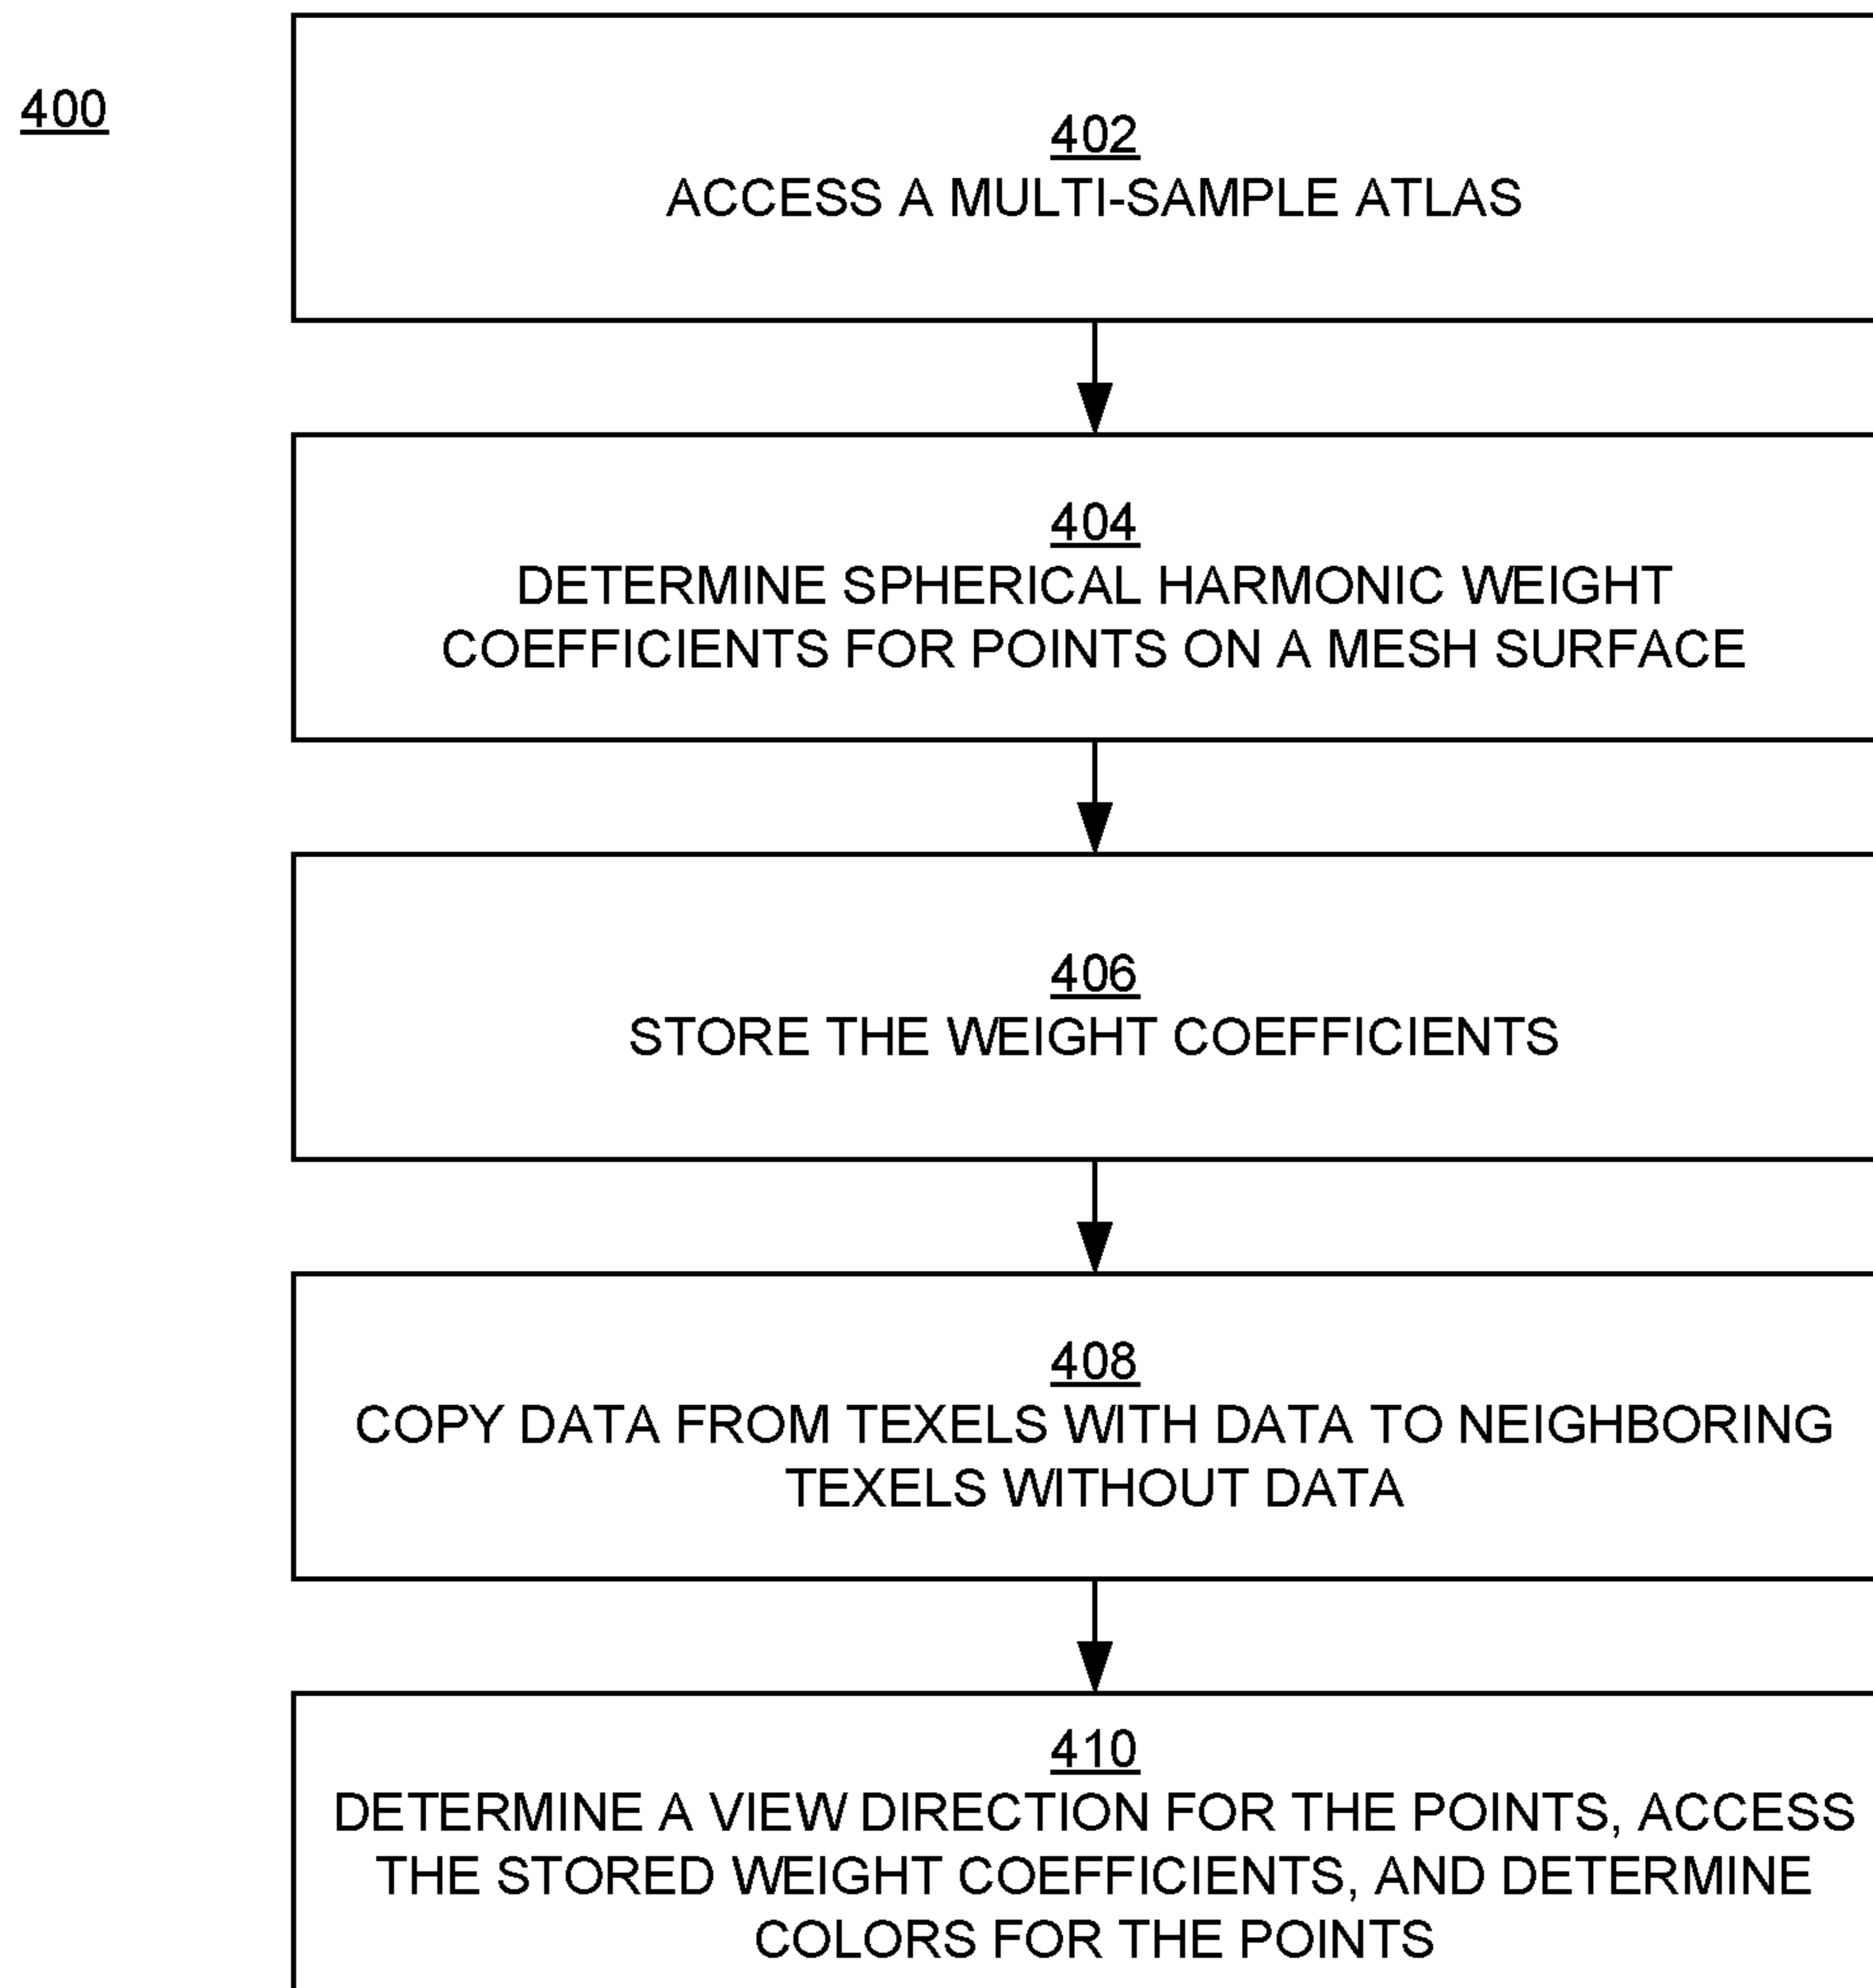 400
402
ACCESS A MULTI-SAMPLE ATLAS
404
DETERMINE SPHERICAL HARMONIC WEIGHT
COEFFICIENTS FOR POINTS ON A MESH SURFACE
406
STORE THE WEIGHT COEFFICIENTS
408
COPY DATA FROM TEXELS WITH DATA TO NEIGHBORING
TEXELS WITHOUT DATA
410
DETERMINE A VIEW DIRECTION FOR THE POINTS, ACCESS
THE STORED WEIGHT COEFFICIENTS, AND DETERMINE
COLORS FOR THE POINTS